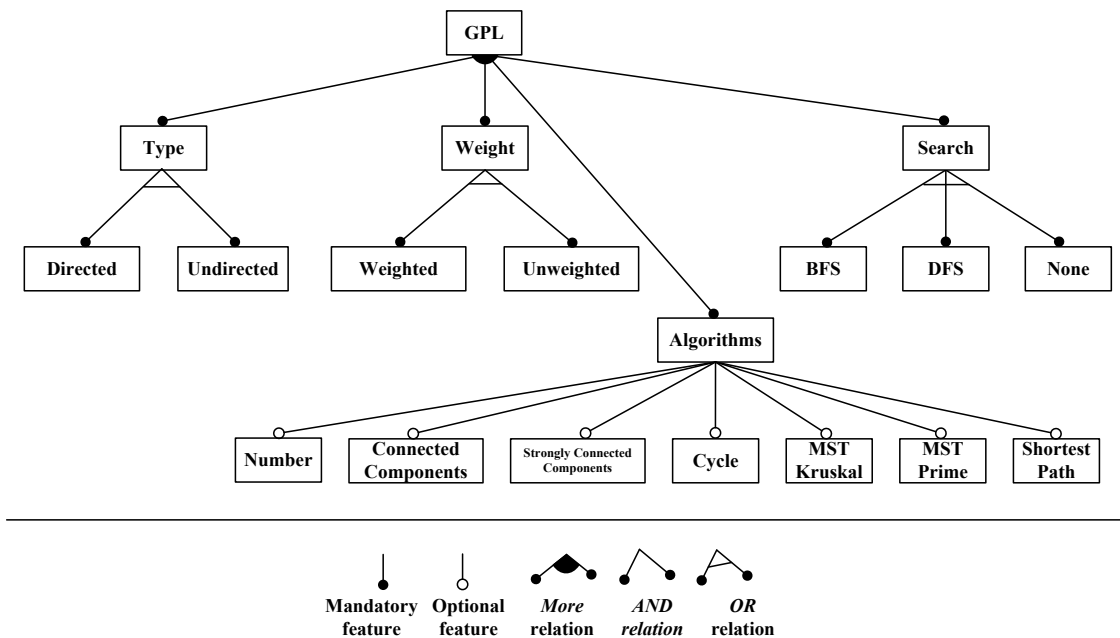 GPL
Type
Weight
Search
Directed
Undirected
Weighted
Unweighted
BFS
DFS
None
Algorithms
Number
Connected
Components
Strongly Connected
Components
Cycle
MST
Kruskal
MST
Prime
Shortest
Path
Mandatory
feature
Optional
feature
More
relation
AND
relation
OR
relation